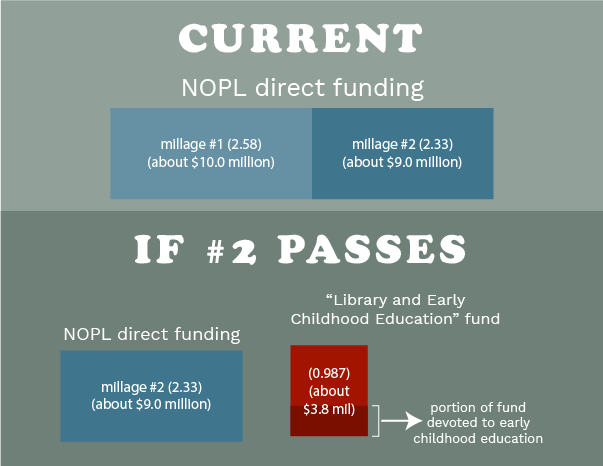 CURRENT
NOPL direct funding
millage #1 (2.58)
(about $10.0 million)
millage #2 (2.33)
(about $9.0 million)
IF #2 PASSES
NOPL direct funding
millage #2 (2.33)
(about $9.0 million)
“Library and Early
Childhood Education” fund
(0.987)
(about
$3.8 mil)
portion of fund
devoted to early
childhood education